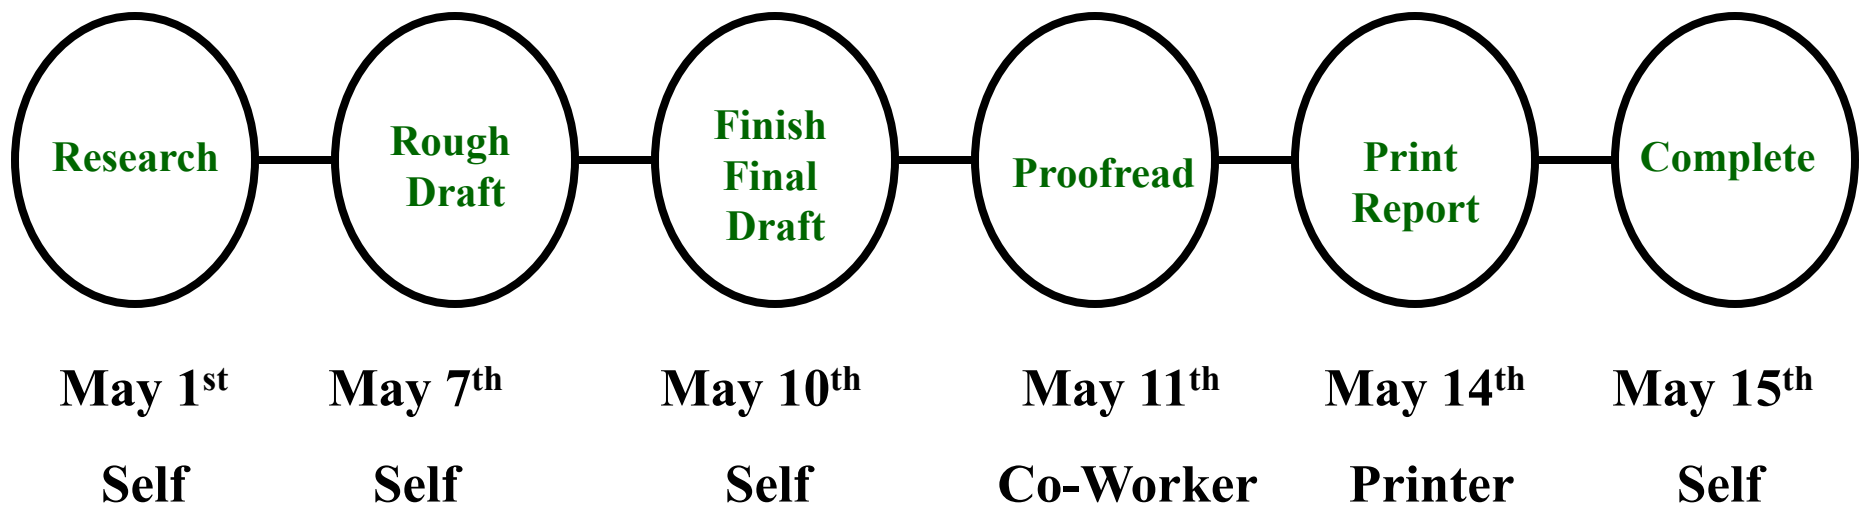 Research
Rough
Draft
Finish
Final
Draft
Proofread
Print
Report
Complete
May 1st
May 7th
May 10th
May 11th
May 14th
May 15th
Self
Self
Self
Co-Worker
Printer
Self